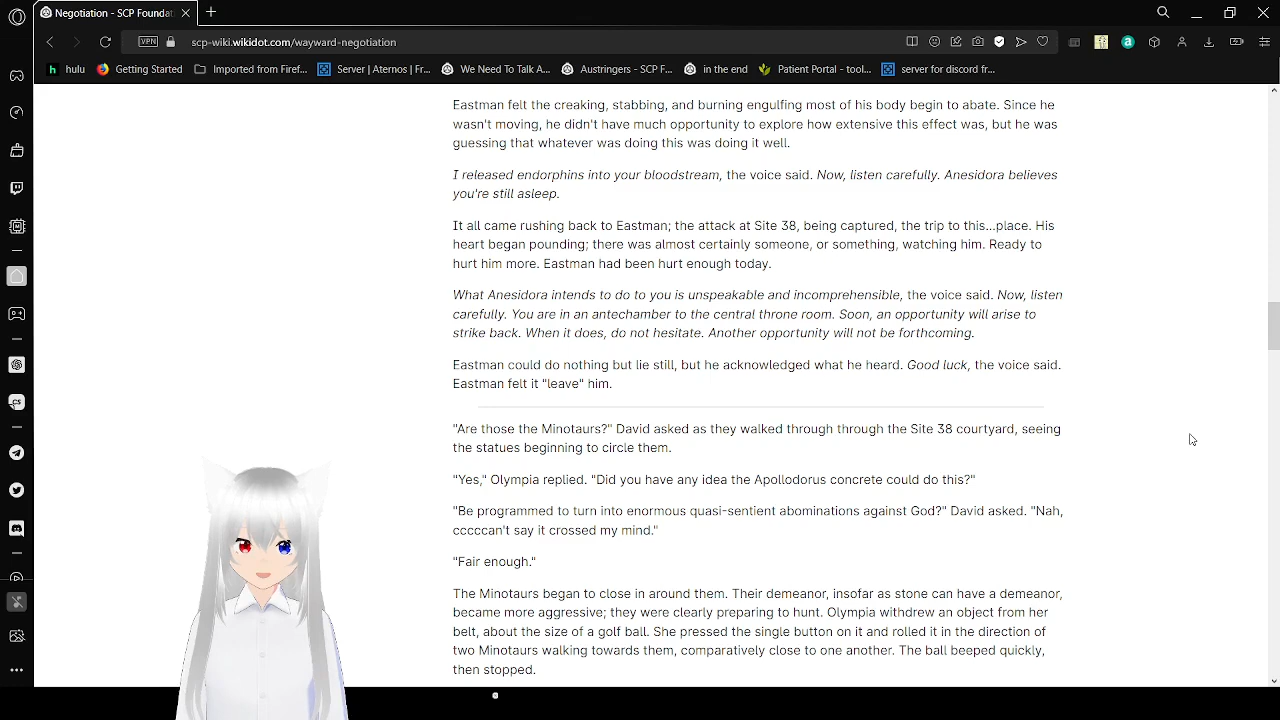 Negotiation - SCP Foundat
scp-wiki.wikidot.com/wayward-negotiation
VPN
hulu
Getting Started
Imported from Firef...
Server | Aternos | Fr...
We Need To Talk A...
Austringers - SCP F...
in the end
Patient Portal - tool...
server for discord fr...
Eastman felt the creaking, stabbing, and burning engulfing most of his body begin to abate. Since he
wasn't moving, he didn't have much opportunity to explore how extensive this effect was, but he was
guessing that whatever was doing this was doing it well.
I released endorphins into your bloodstream, the voice said. Now, listen carefully. Anesidora believes
you're still asleep.
It all came rushing back to Eastman; the attack at Site 38, being captured, the trip to this...place. His
heart began pounding; there was almost certainly someone, or something, watching him. Ready to
hurt him more. Eastman had been hurt enough today.
What Anesidora intends to do to you is unspeakable and incomprehensible, the voice said. Now, listen
carefully. You are in an antechamber to the central throne room. Soon, an opportunity will arise to
strike back. When it does, do not hesitate. Another opportunity will not be forthcoming.
Eastman could do nothing but lie still, but he acknowledged what he heard. Good luck, the voice said.
Eastman felt it "leave" him.
"Are those the Minotaurs?" David asked as they walked through through the Site 38 courtyard, seeing
the statues beginning to circle them.
"Yes," Olympia replied. "Did you have any idea the Apollodorus concrete could do this?"
"Be programmed to turn into enormous quasi-sentient abominations against God?" David asked. "Nah,
cccccan't say it crossed my mind."
"Fair enough."
The Minotaurs began to close in around them. Their demeanor, insofar as stone can have a demeanor,
became more aggressive; they were clearly preparing to hunt. Olympia withdrew an object from her
belt, about the size of a golf ball. She pressed the single button on it and rolled it in the direction of
two Minotaurs walking towards them, comparatively close to one another. The ball beeped quickly,
then stopped.